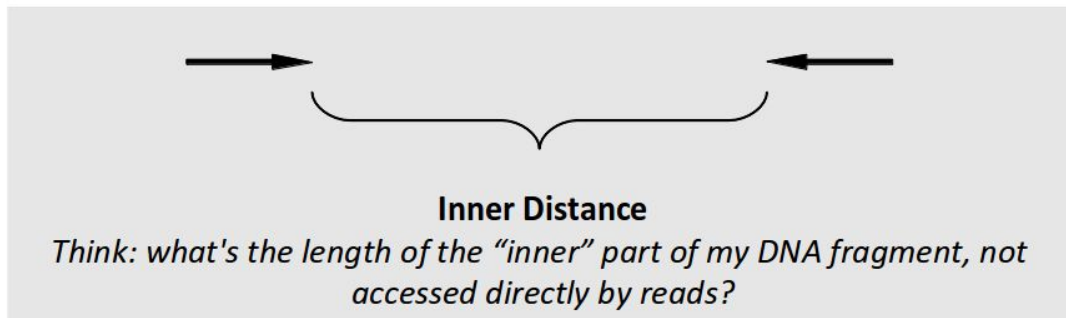 Inner Distance
Think: what's the length of the “inner” part of my DNA fragment, not
accessed directly by reads?